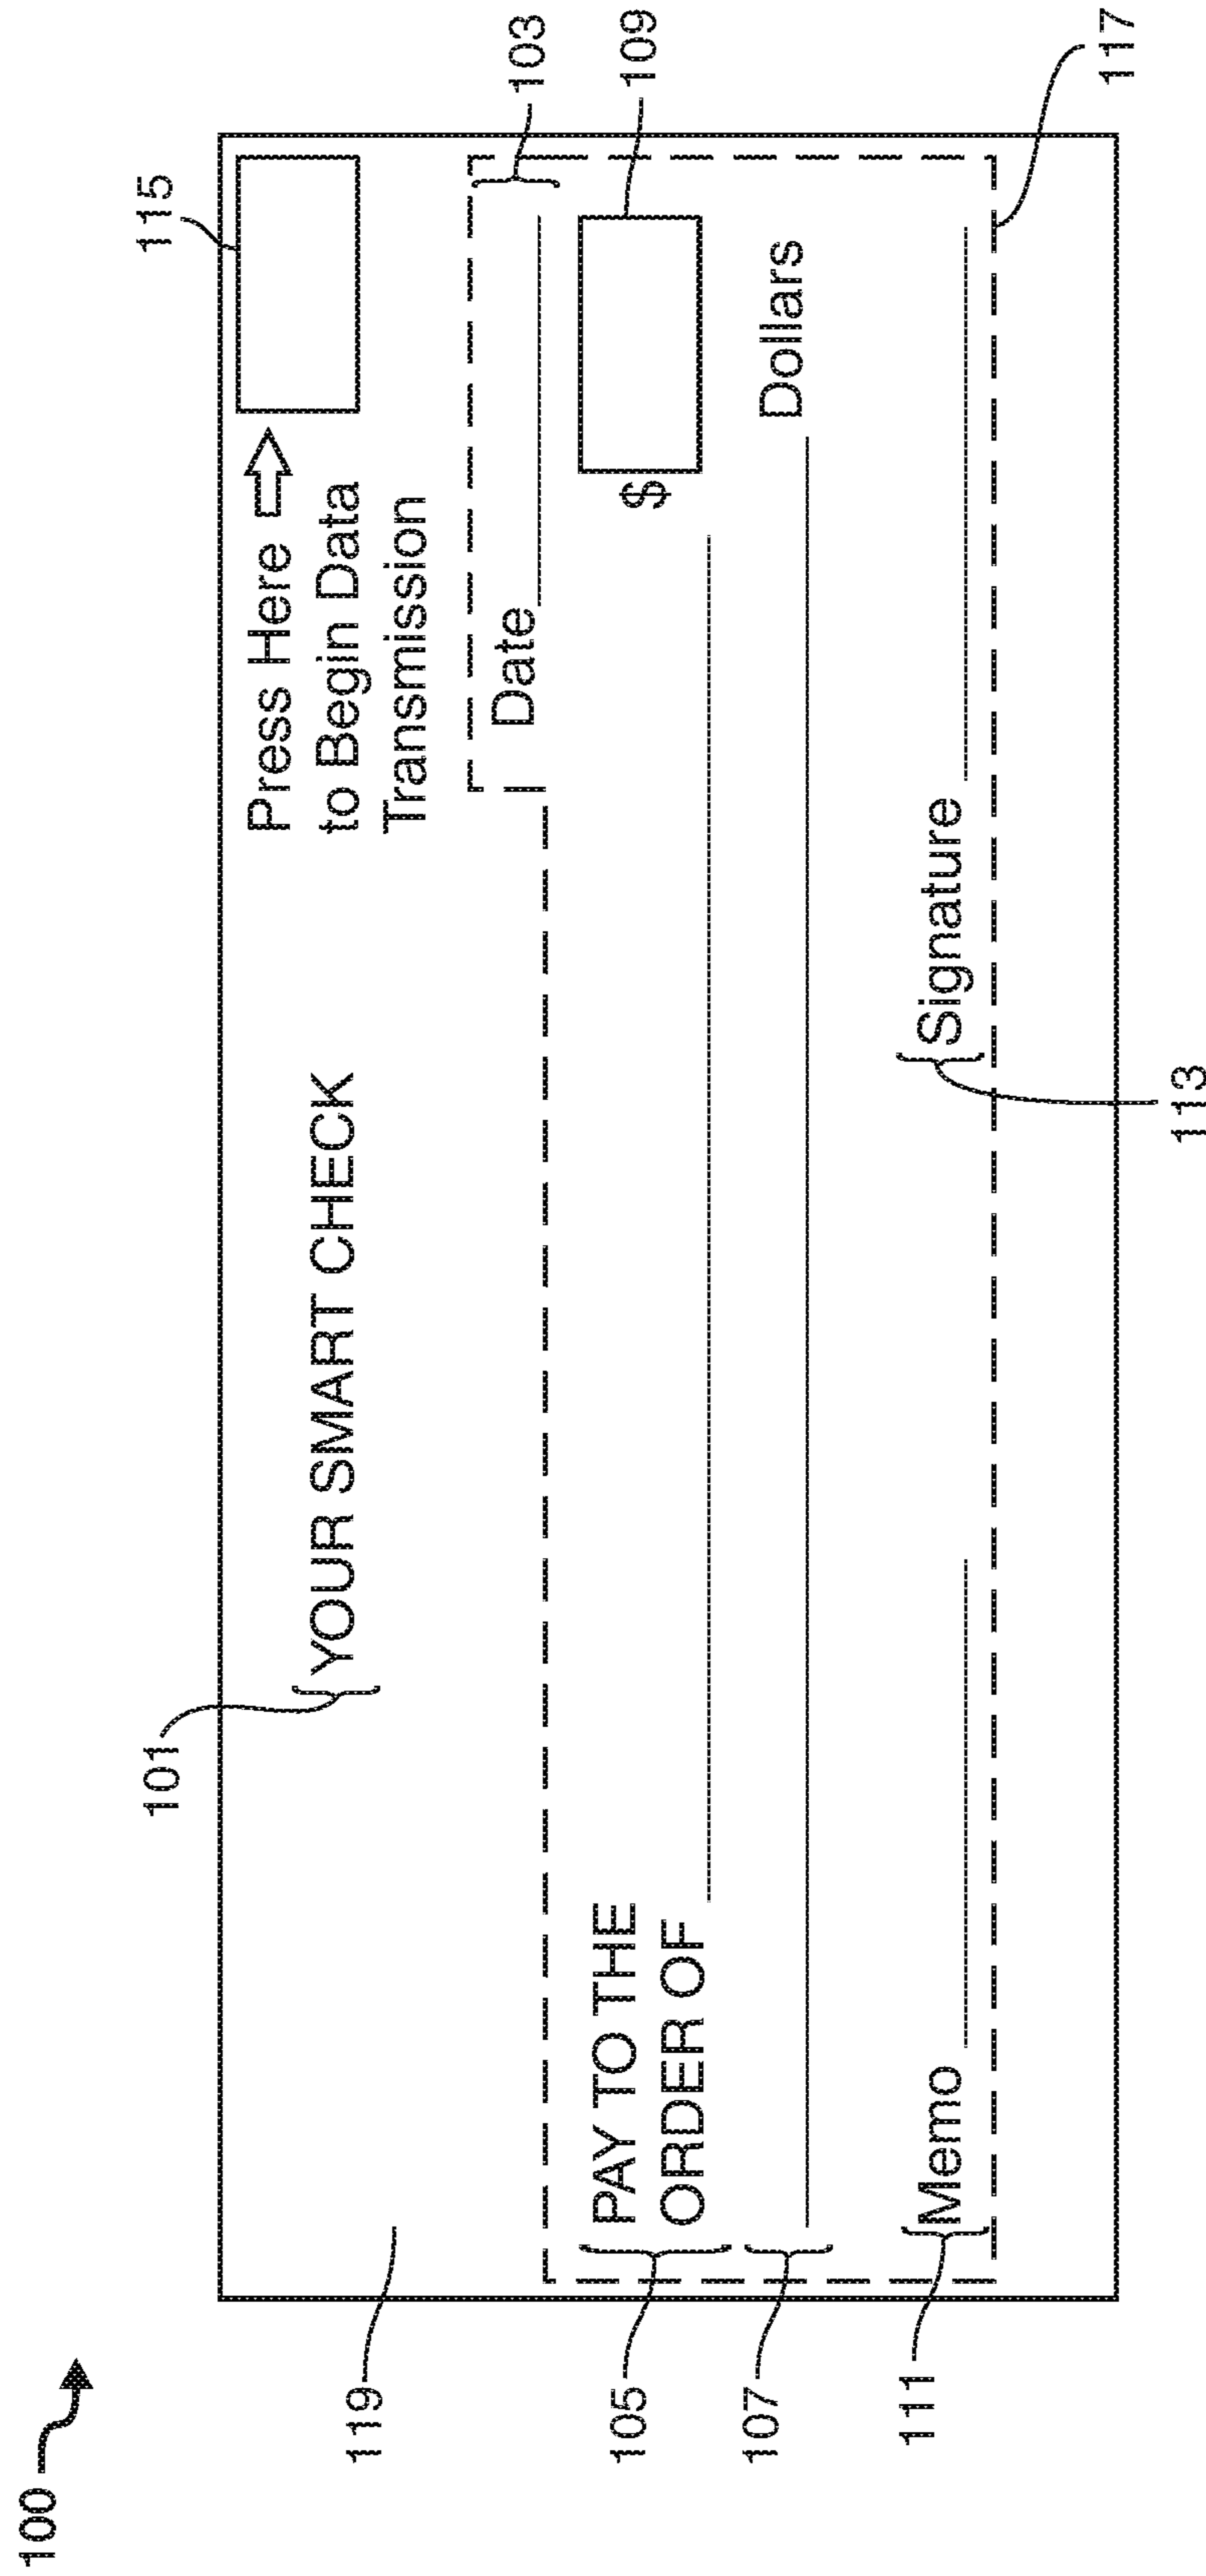 100
101
115
YOUR SMART CHECK
Press Here
to Begin Data
Transmission
119
Date
103
105
PAY TO THE
ORDER OF
$
109
107
Dollars
111
Memo
Signature
113
117